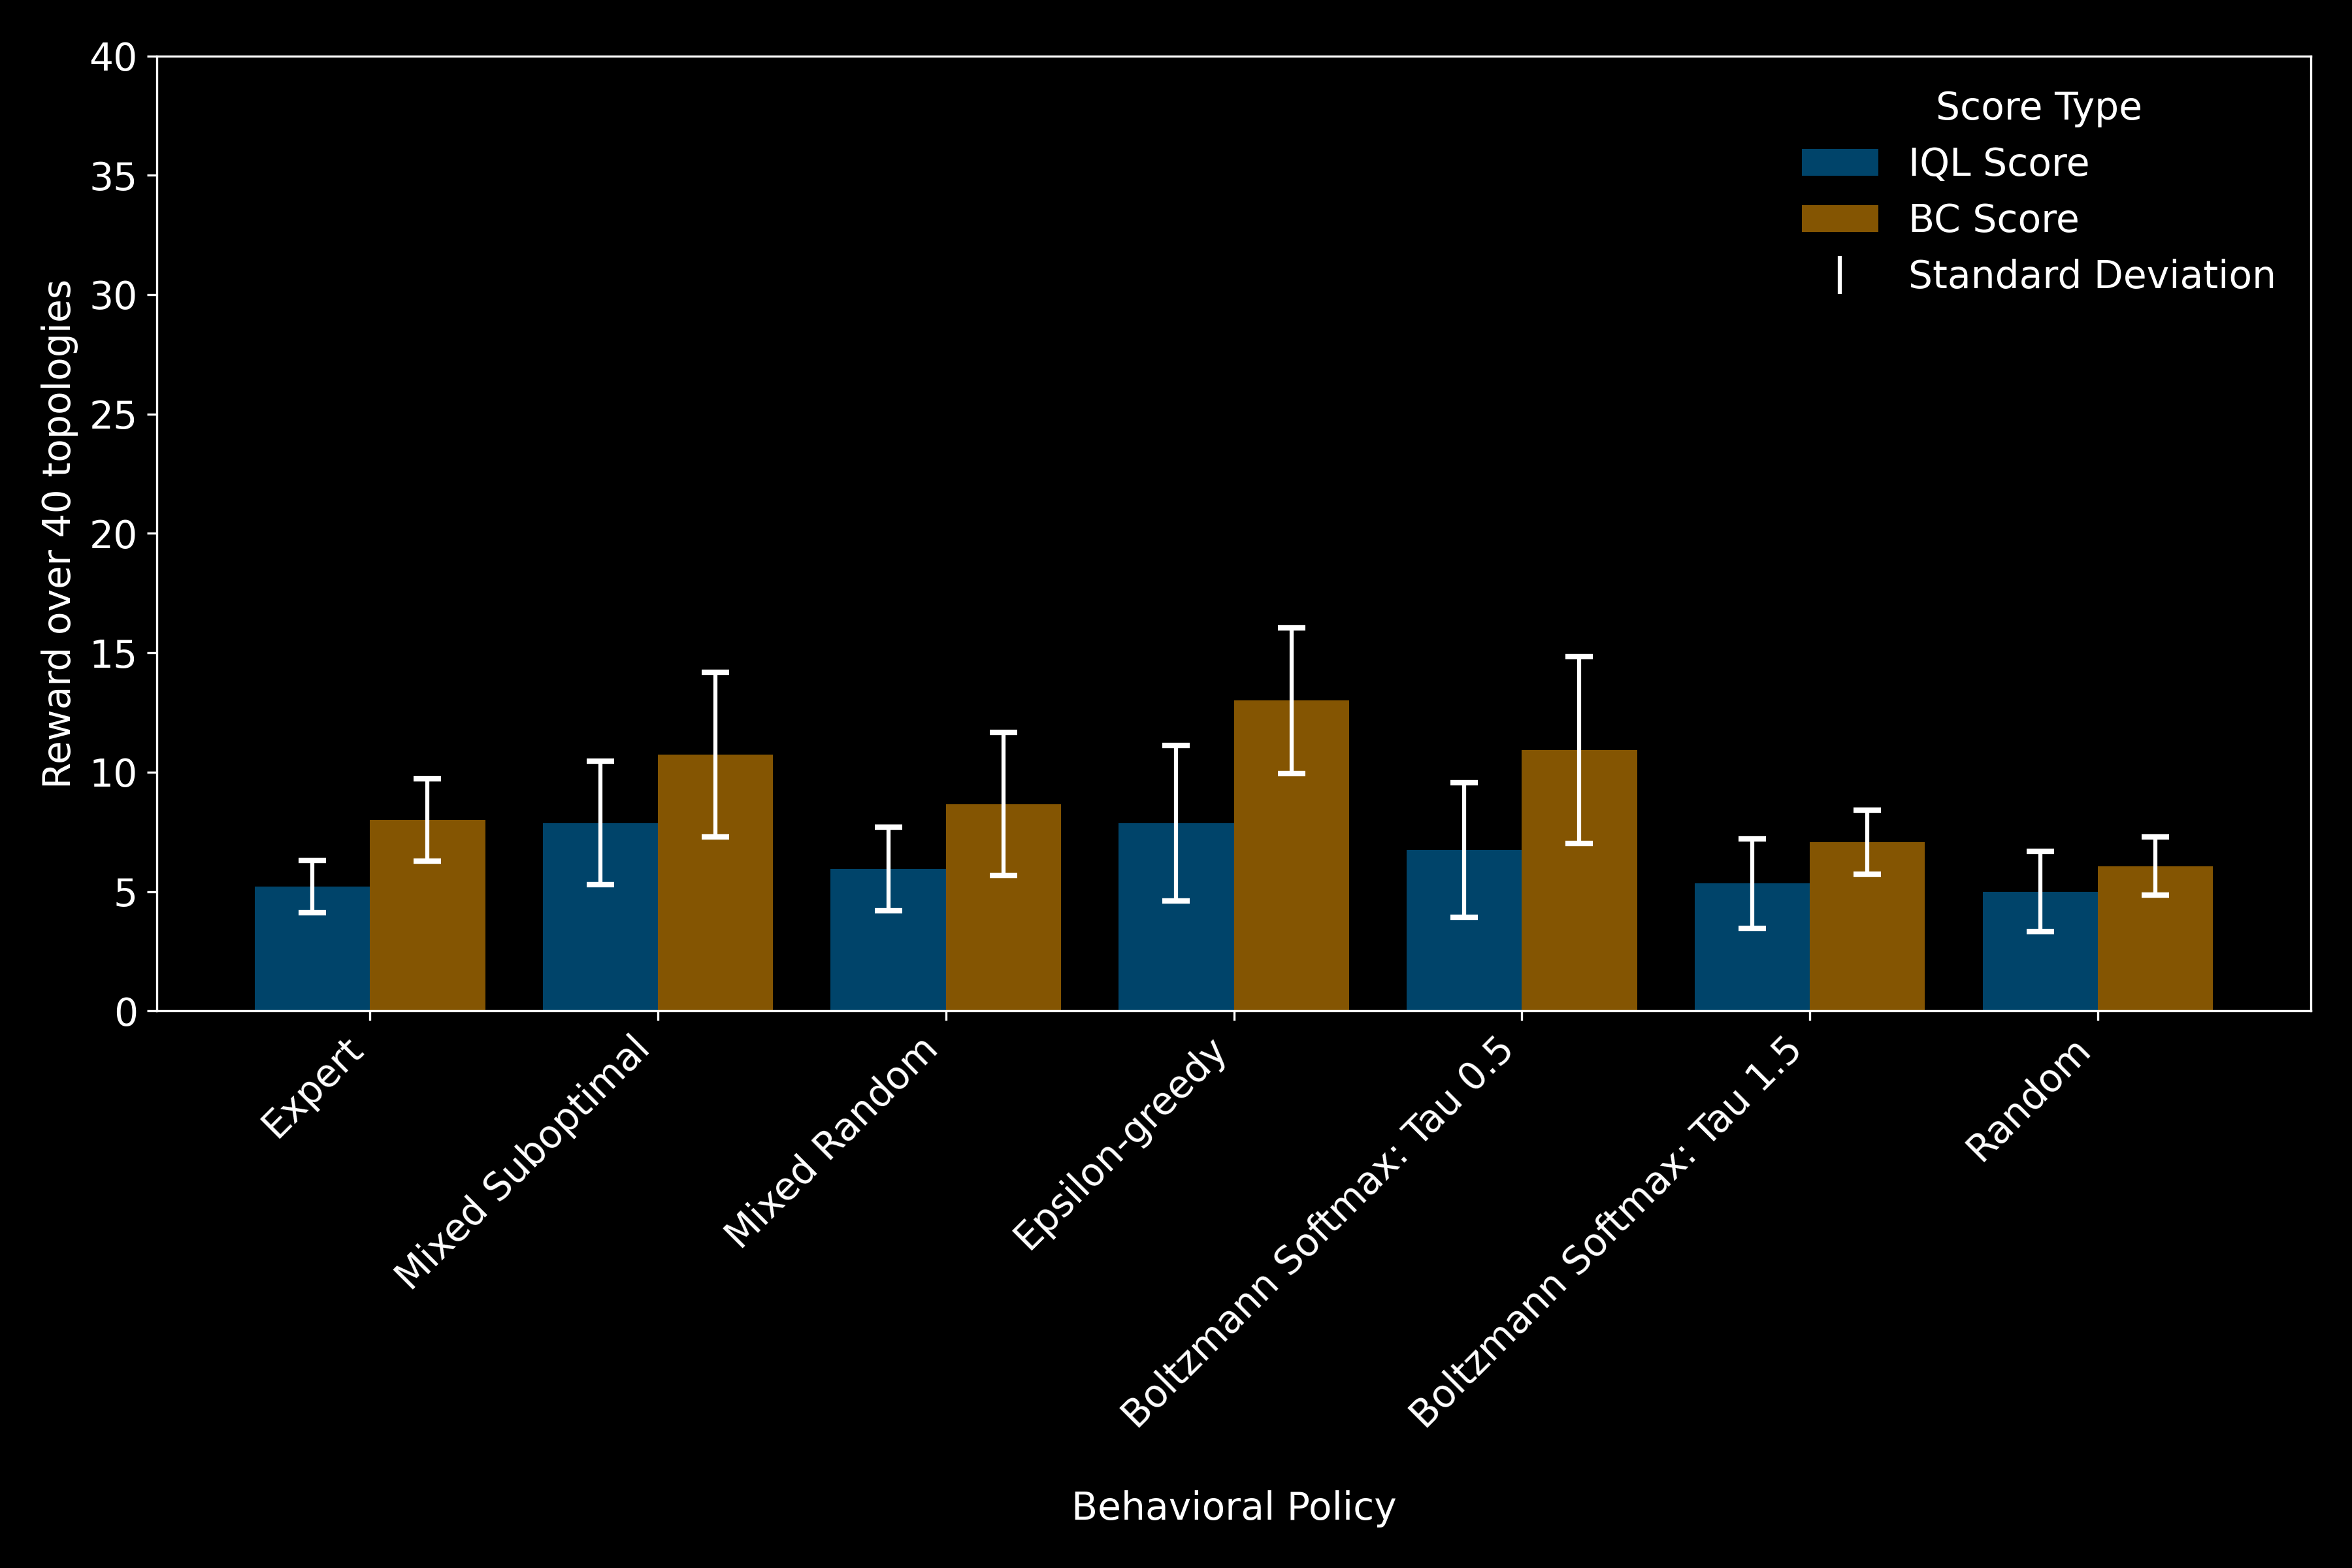 40
35
30
25
20
15
10
5
0
Reward over 40 topologies
Score Type
IQL Score
BC Score
Standard Deviation
Expert
Mixed Suboptimal
Mixed Random
Epsilon-greedy
Boltzmann Softmax: Tau 0.5
Boltzmann Softmax: Tau 1.5
Random
Behavioral Policy